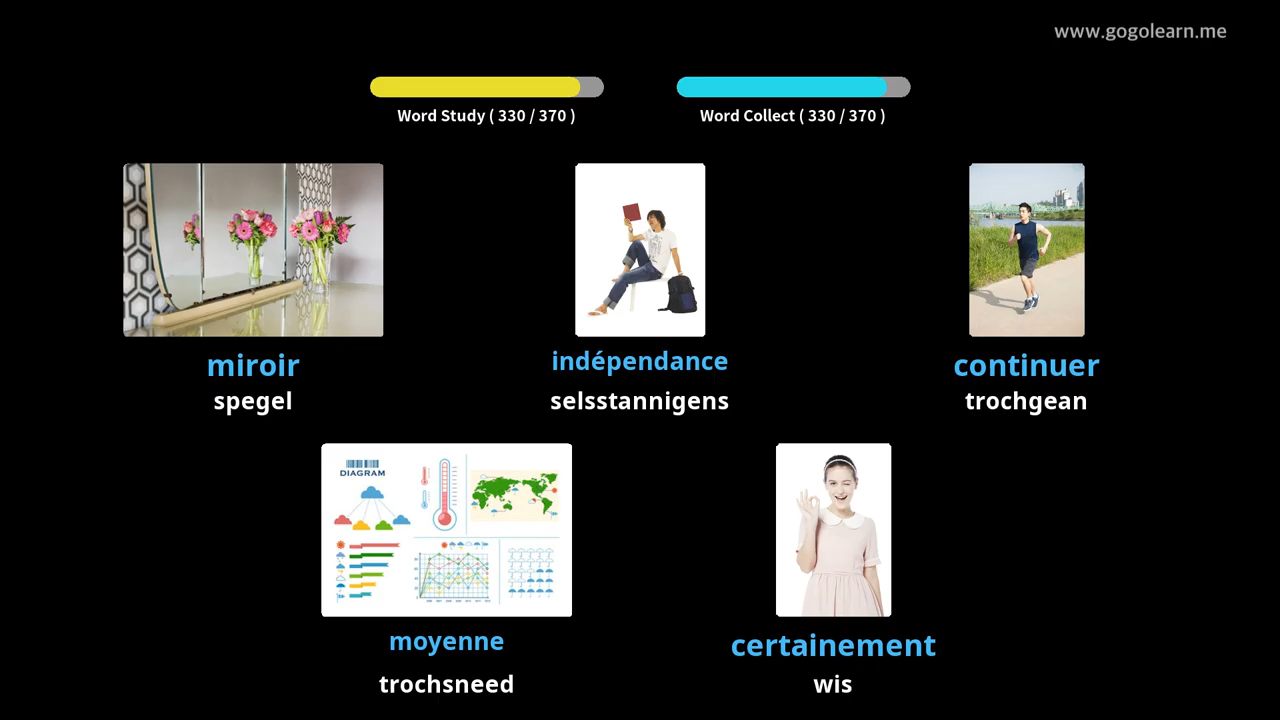 www.gogolearn.me
Word Study ( 330 / 370 )
Word Collect ( 330 / 370 )
miroir
spegel
indépendance
selsstannigens
continuer
trochgean
DIAGRAM
moyenne
trochsneed
certainement
wis